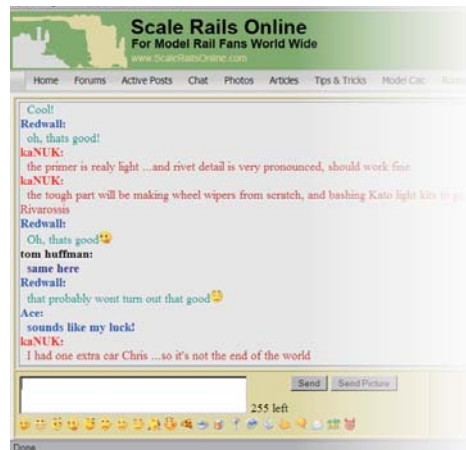 Scale Rails Online
For Model Rail Fans World Wide
www.ScaleRailsOnline.com
Home Forums Active Posts Chat Photos Articles Tips & Tricks Model Calc
Cool!
Redwall:
oh, thats good!
kaNUK:
the primer is realy light ...and rivet detail is very pronounced, should work fine
kaNUK:
the tough part will be making wheel wipers from scratch, and bashing Kato light kits to
Rivarossis
Redwall:
Oh, thats good
tom huffman:
same here
Redwall:
that probably wont turn out that good
Ace:
sounds like my luck!
kaNUK:
I had one extra car Chris ...so it's not the end of the world
Send Send Picture
255 left
Done